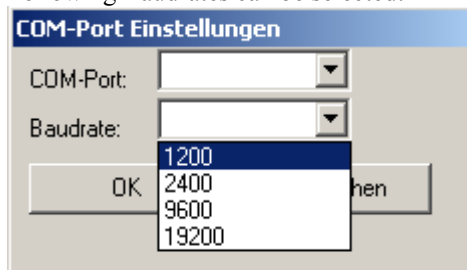 COM-Port Einstellungen
COM-Port:
Baudrate:
1200
OK 2400 hen
9600
19200